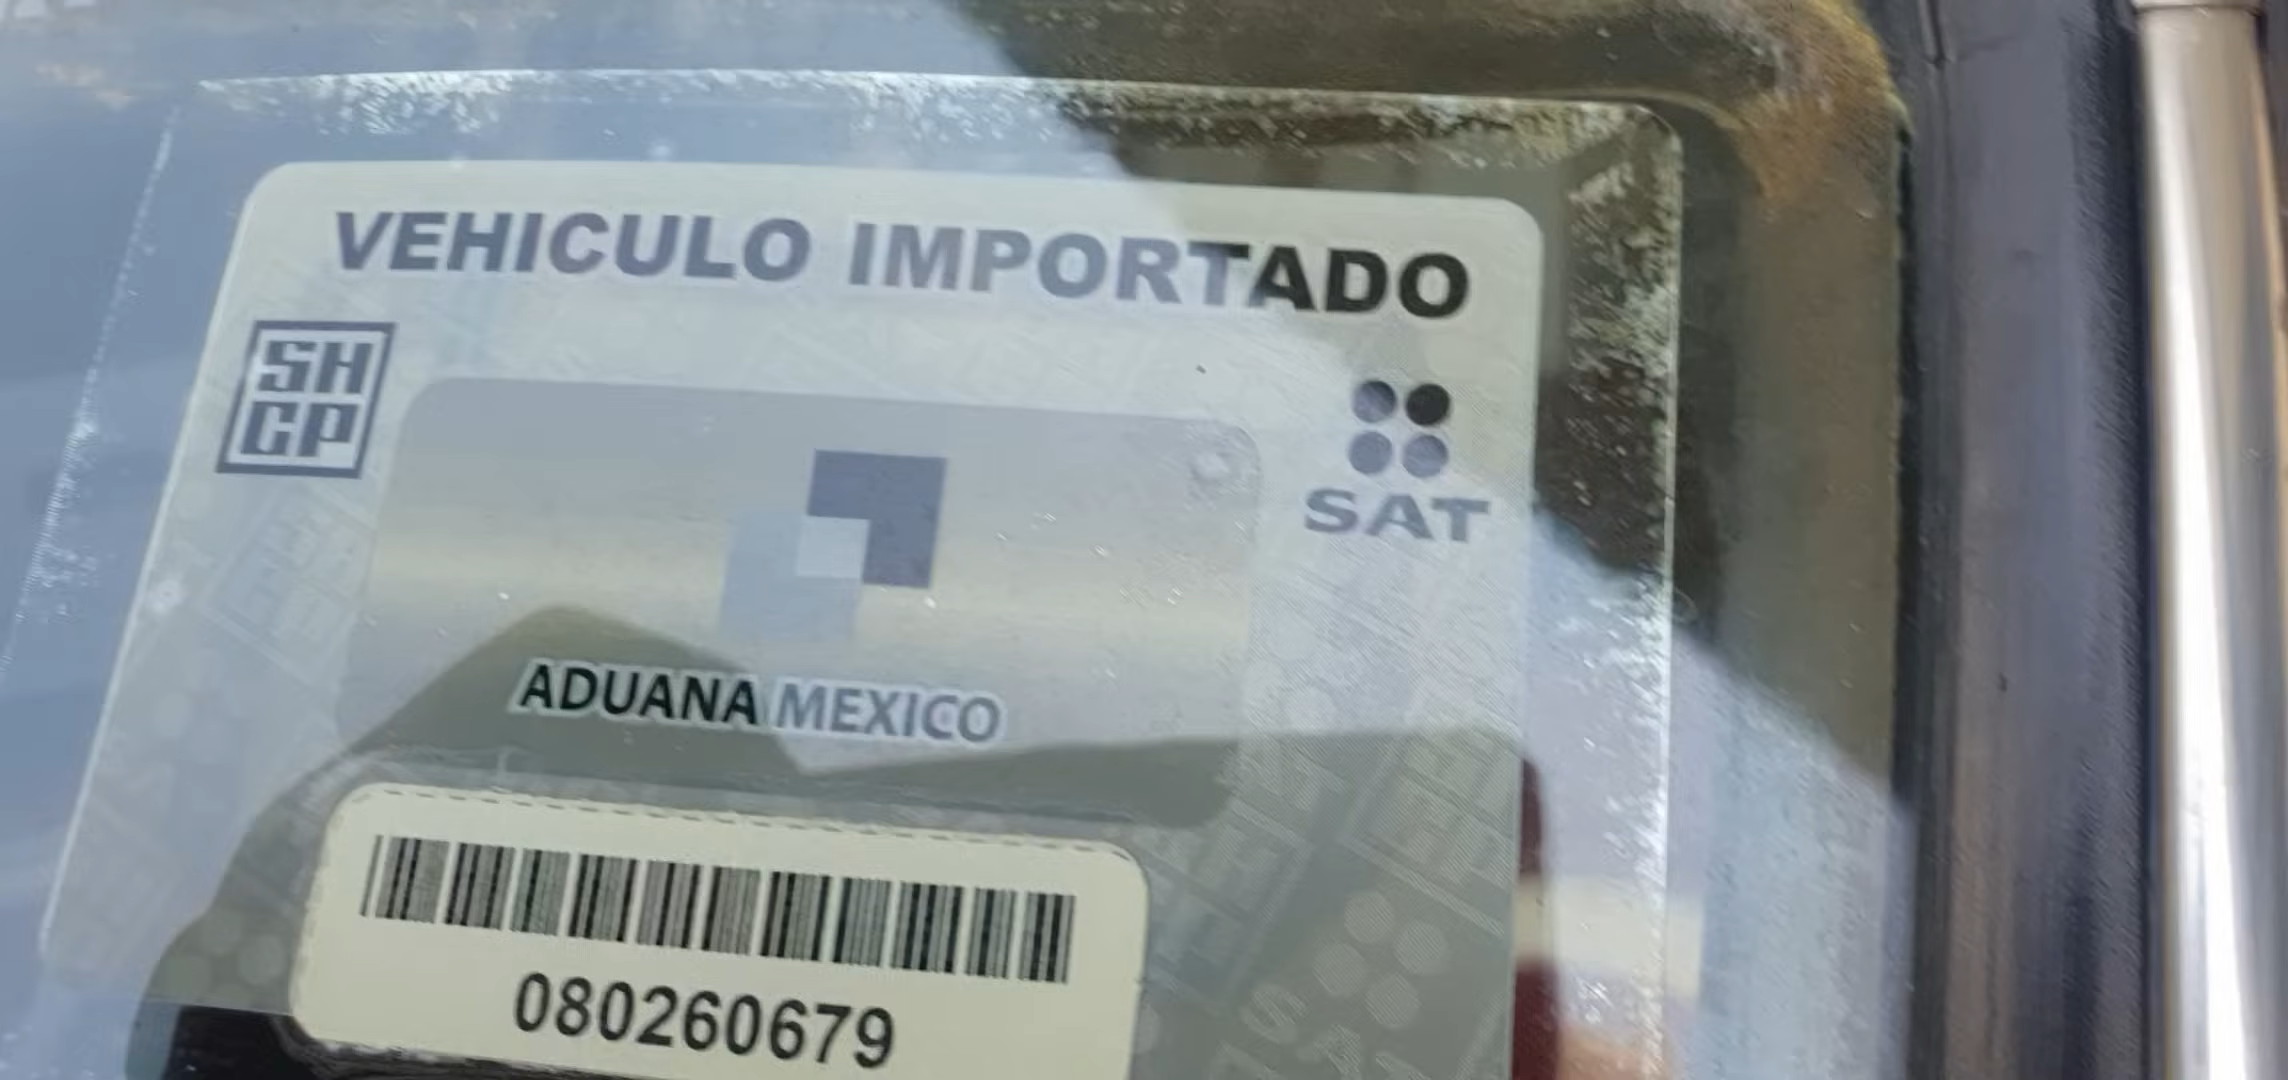 VEHICULO IMPORTADO
SH
CP
SAT
ADUANA MEXICO
080260679